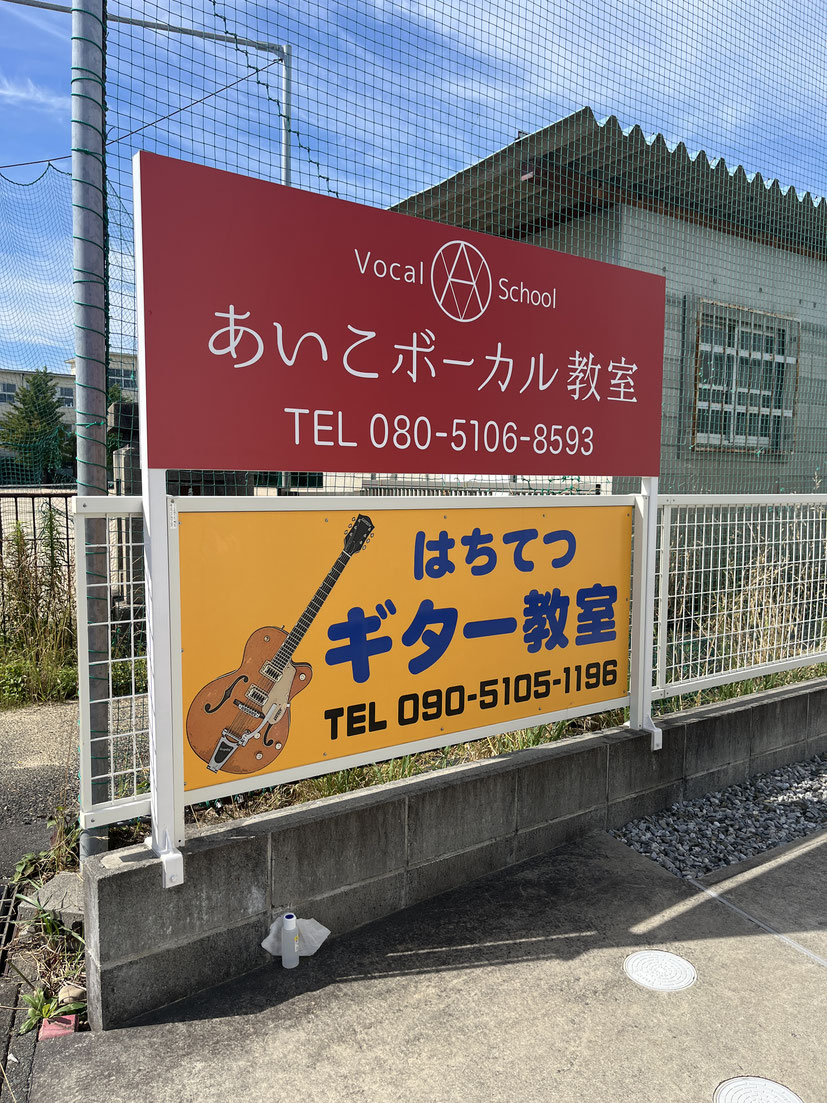 Vocal School
あいこボーカル教室
TEL 080-5106-8593
はちてつ
ギター教室
TEL 090-5105-1196